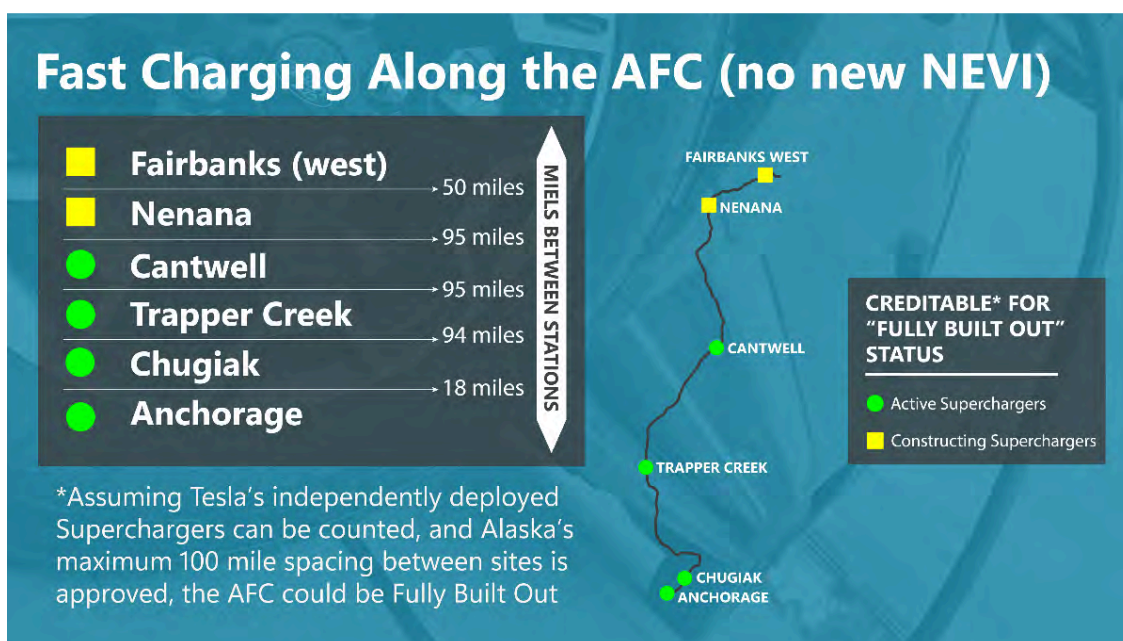 Fast Charging Along the AFC (no new NEVI)
Fairbanks (west)
50 miles
Nenana
95 miles
Cantwell
95 miles
Trapper Creek
94 miles
Chugiak
18 miles
Anchorage
MIELS BETWEEN STATIONS
*Assuming Tesla's independently deployed
Superchargers can be counted, and Alaska's
maximum 100 mile spacing between sites is
approved, the AFC could be Fully Built Out
FAIRBANKS WEST
NENANA
CANTWELL
TRAPPER CREEK
CHUGIAK
ANCHORAGE
CREDITABLE* FOR
"FULLY BUILT OUT"
STATUS
Active Superchargers
Constructing Superchargers